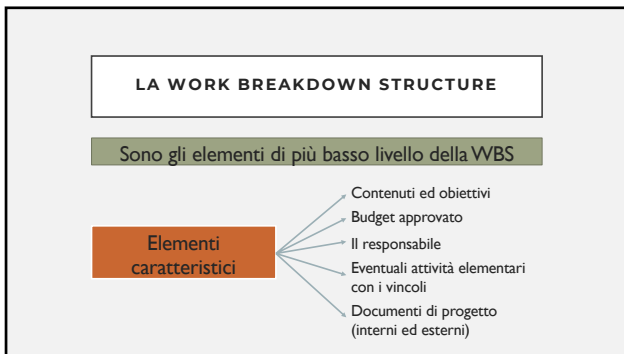 LA WORK BREAKDOWN STRUCTURE
Sono gli elementi di più basso livello della WBS
Elementi
caratteristici
Contenuti ed obiettivi
Budget approvato
Il responsabile
Eventuali attività elementari
con i vincoli
Documenti di progetto
(interni ed esterni)